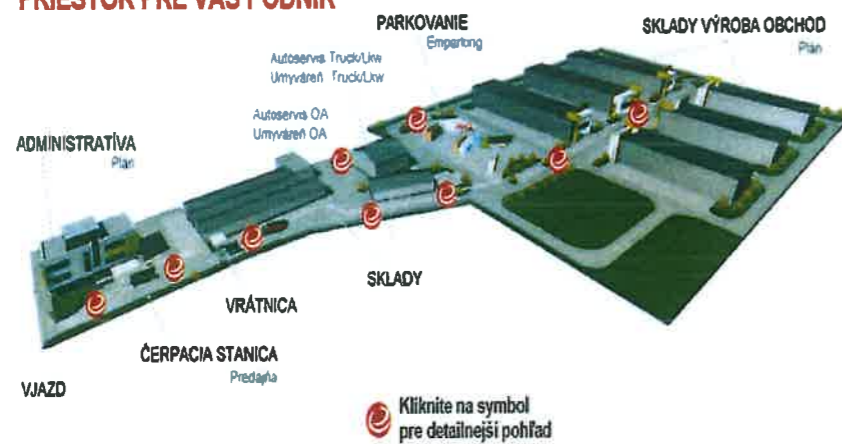 PRIESTOR PRE VÁŠ PODNIK
PARKOVANIE
Emparking
SKLADY VÝROBA OBCHOD
Plán
Autoservis Truck/Lkw
Umyváreň Truck/Lkw
Autoservis OA
Umyváreň OA
ADMINISTRATÍVA
Plán
SKLADY
VRÁTNICA
ČERPACIA STANICA
Predajňa
VJAZD
Kliknite na symbol
pre detailnejší pohľad